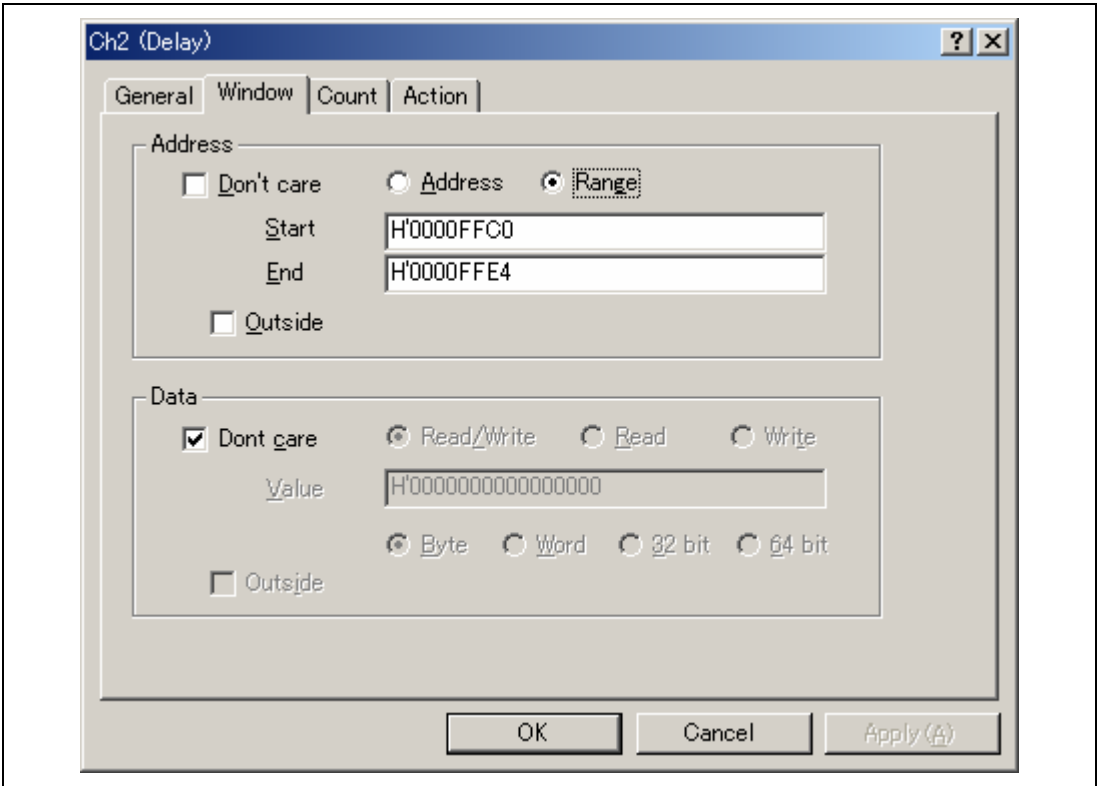 Ch2 (Delay)
General Window Count Action
Address
Don't care Address Range
Start H'0000FFC0
End H'0000FFE4
Outside
Data
Dont care Read/Write Read Write
Value H'0000000000000000
Byte Word 32 bit 64 bit
Outside
OK Cancel Apply(A)